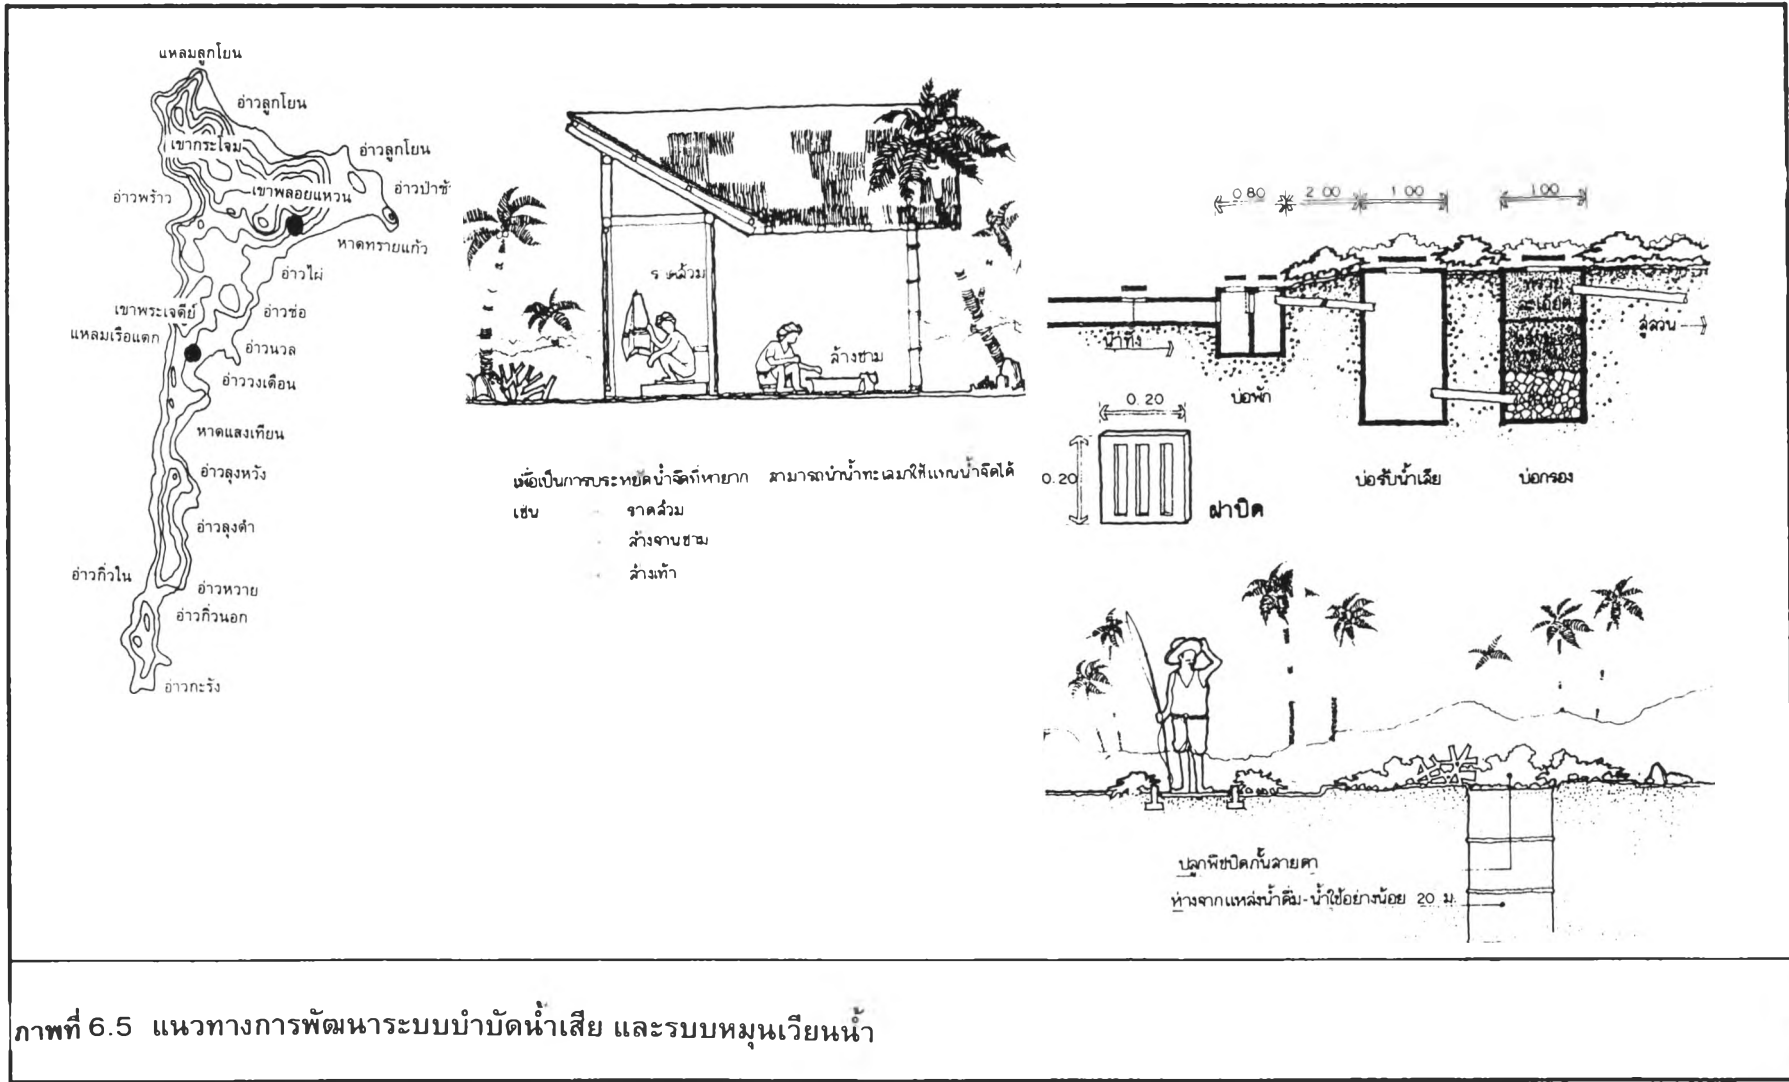 แหลมลูกโยน
อ่าวลูกโยน
เขากระโจม
อ่าวลูกโยน
อ่าวพร้าว
เขาพลอยแหวน
หาดทรายแก้ว
อ่าวไผ่
เขาพระเจดีย์
อ่าวช่อ
แหลมเรือแตก
อ่าวนวล
อ่าววงเดือน
หาดแสงเทียน
อ่าวลุงหวัง
อ่าวลุงดำ
อ่าวกิ่วใน
อ่าวหวาย
อ่าวกิ่วนอก
อ่าวกะรัง
ล้างชาม
เพื่อเป็นการประหยัดน้ำจืดที่หายาก สามารถนำน้ำทะเลมาใช้แทนน้ำจืดได้
เช่น ราดส้วม
ล้างจานชาม
ล้างเท้า
0.80 2.00 1.00 1.00
น้ำทิ้ง
สู่สวน
บ่อพัก
บ่อรับน้ำเสีย
บ่อกรอง
0.20
0.20
ฝาปิด
ปลูกพืชปิดกั้นสายตา
ห่างจากแหล่งน้ำดื่ม-น้ำใช้อย่างน้อย 20 ม.
ภาพที่ 6.5 แนวทางการพัฒนาระบบบำบัดน้ำเสีย และรบบหมุนเวียนน้ำ